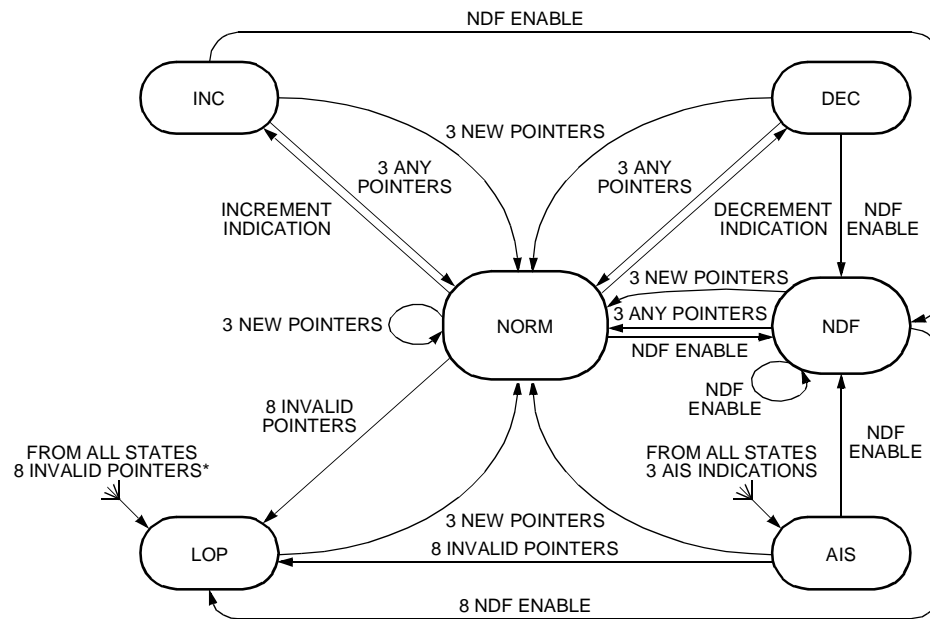 NDF ENABLE
INC
DEC
3 NEW POINTERS
3 ANY
POINTERS
3 ANY
POINTERS
INCREMENT
INDICATION
DECREMENT
INDICATION
NDF
ENABLE
3 NEW POINTERS
3 NEW POINTERS
NORM
3 ANY POINTERS
NDF
NDF ENABLE
NDF
ENABLE
8 INVALID
POINTERS
NDF
ENABLE
FROM ALL STATES
8 INVALID POINTERS*
FROM ALL STATES
3 AIS INDICATIONS
3 NEW POINTERS
LOP
8 INVALID POINTERS
AIS
8 NDF ENABLE